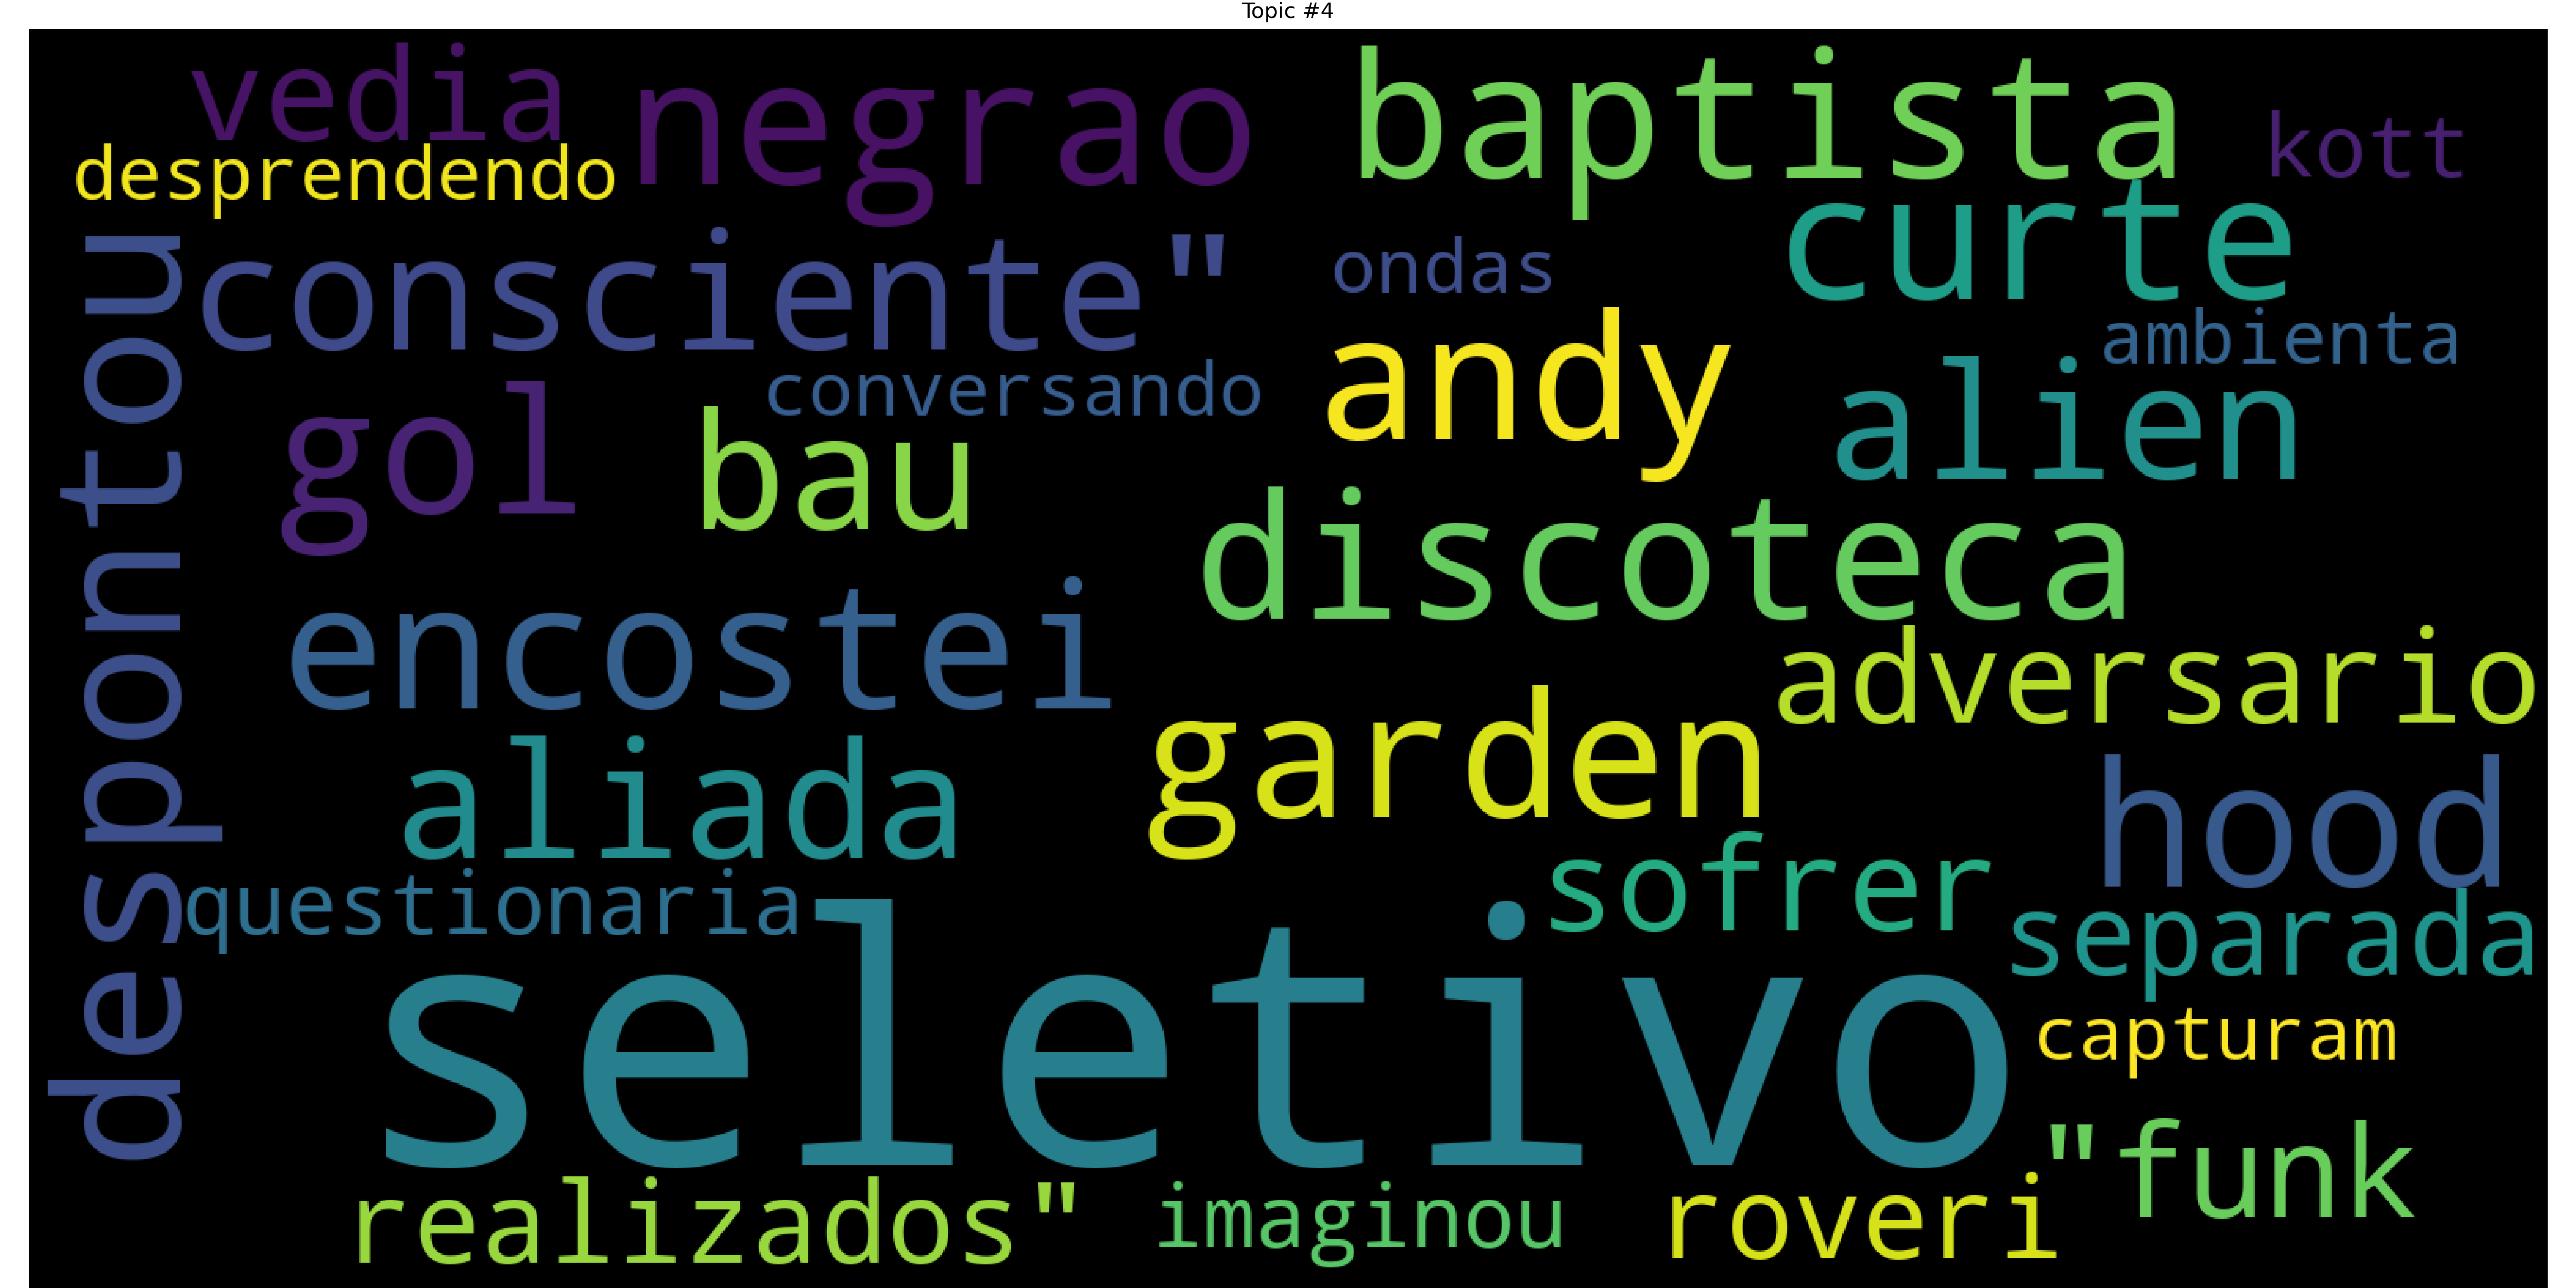 Topic #4
vedia
negrao
baptista
kott
desprendendo
curte
consciente"
ondas
despontou
andy
ambienta
conversando
alien
gol
bau
discoteca
encostei
adversario
garden
aliada
hood
sofrer
questionaria
separada
seletivo
capturam
"funk
realizados"
imaginou
roveri